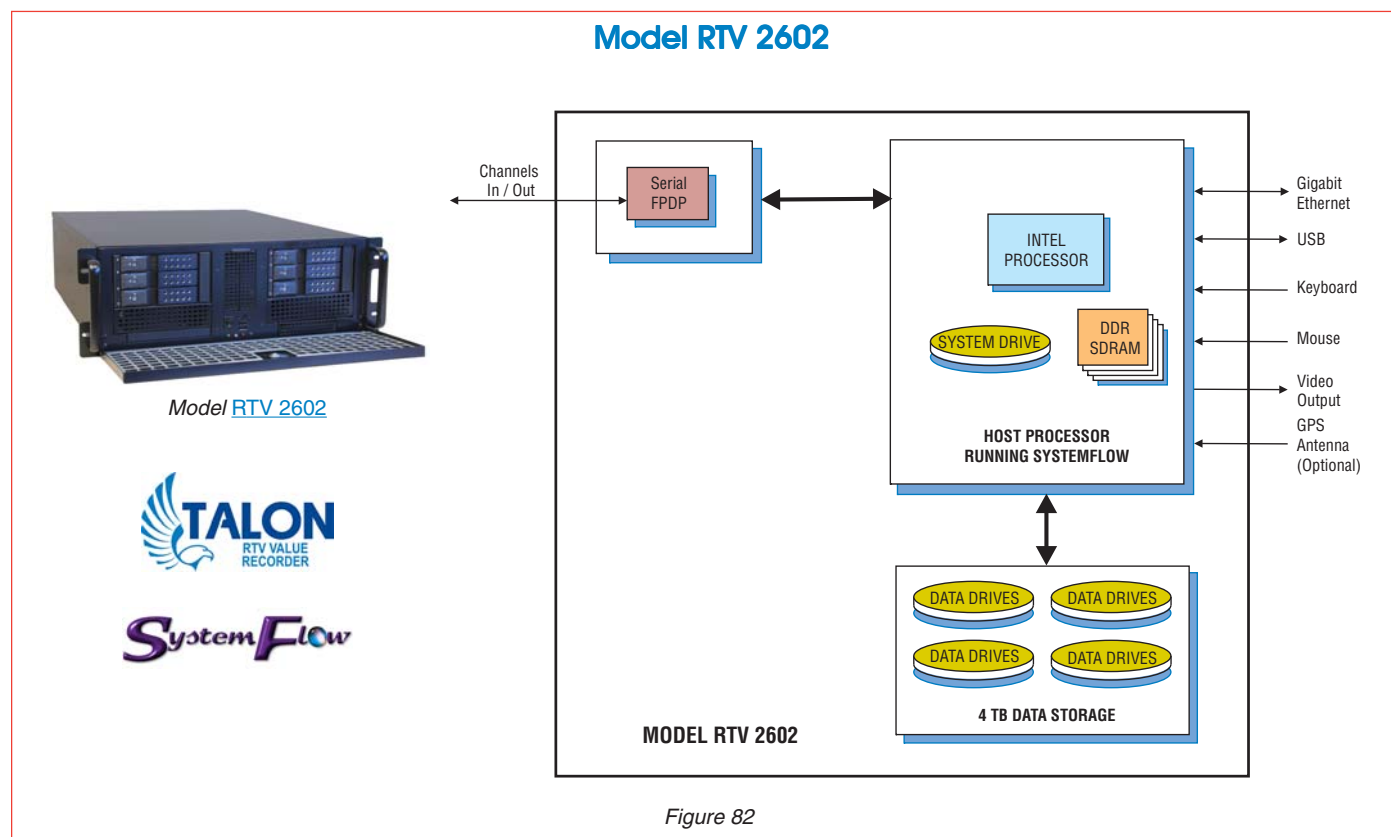 Model RTV 2602
Channels
In / Out
Serial
FPDP
INTEL
PROCESSOR
SYSTEM DRIVE
DDR
SDRAM
HOST PROCESSOR
RUNNING SYSTEMFLOW
Gigabit
Ethernet
USB
Keyboard
Mouse
Video
Output
GPS
Antenna
(Optional)
Model RTV 2602
TALON
RTV VALUE
RECORDER
SystemFlow
DATA DRIVES
DATA DRIVES
DATA DRIVES
DATA DRIVES
4 TB DATA STORAGE
MODEL RTV 2602
Figure 82